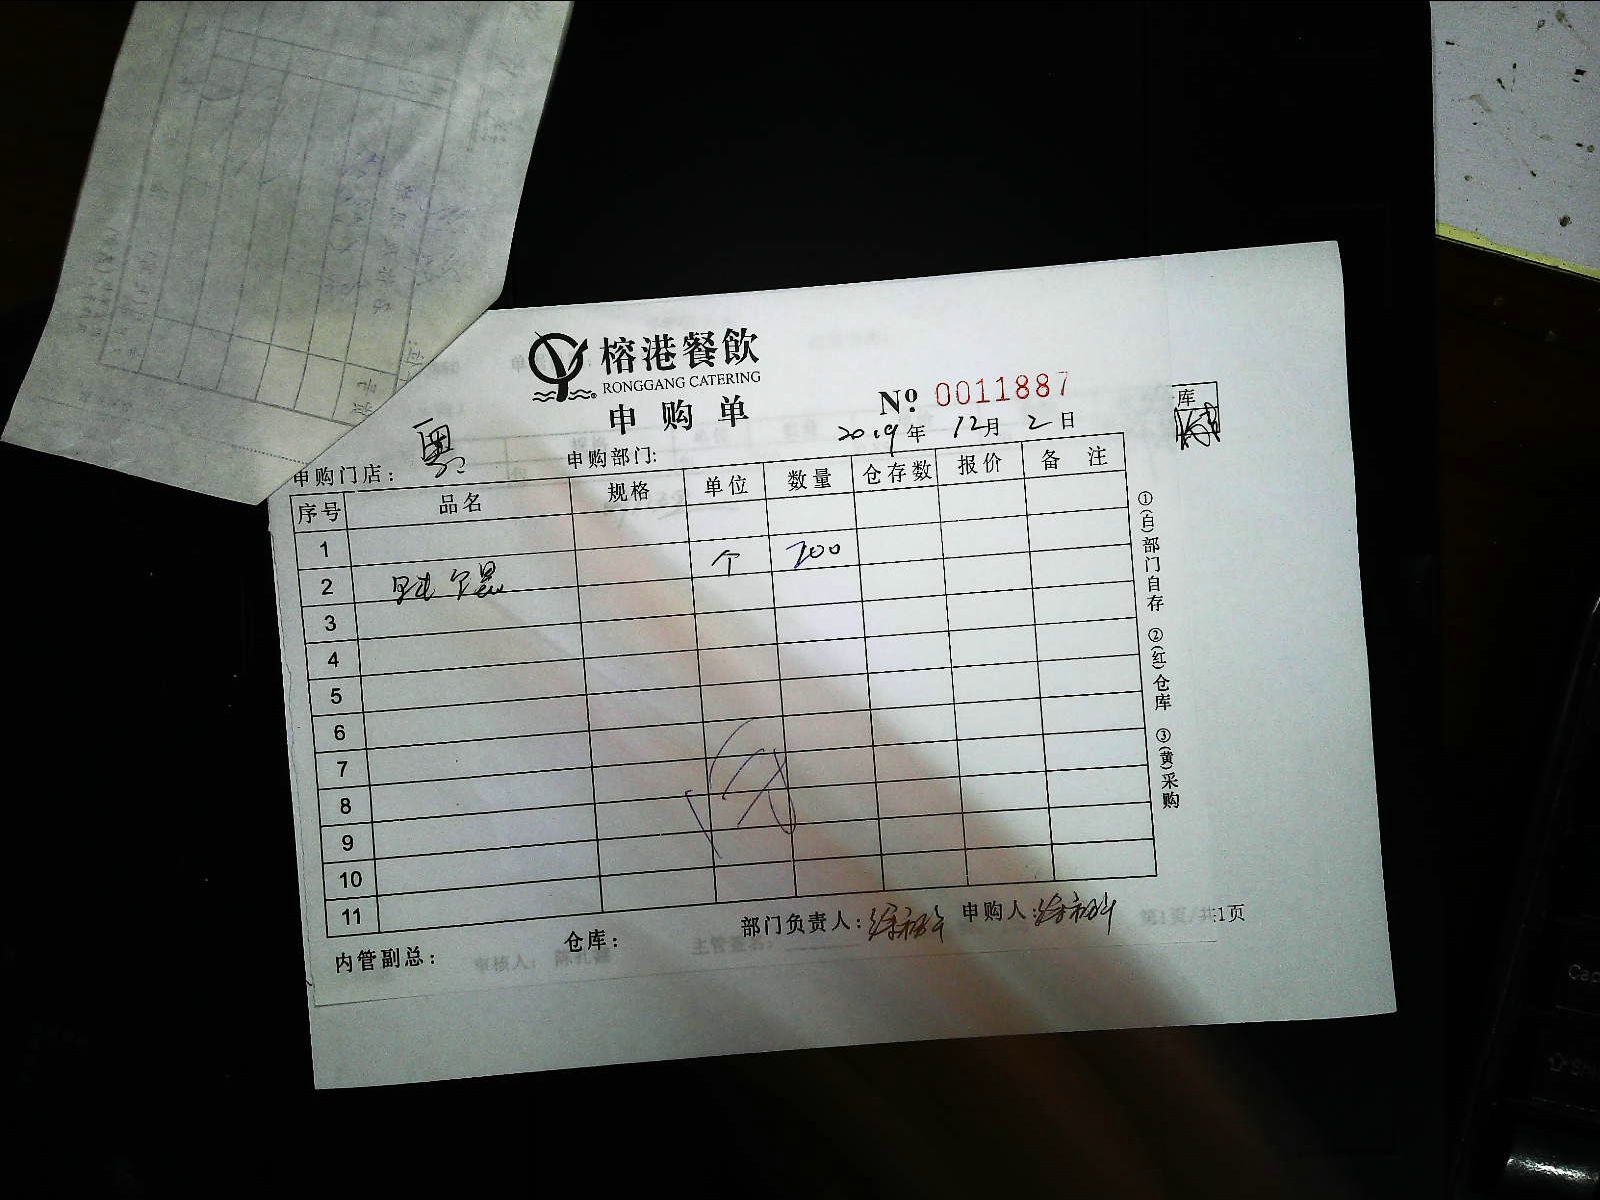 榕港餐飲
RONGGANG CATERING
申购单
№ 0011887
2019年 12月 2日
库
申购门店: 粤
申购部门:
序号 品名 规格 单位 数量 仓存数 报价 备 注
1
2 个 200
3
4
5
6
7
8
9
10
11
①(白)部门自存 ②(红)仓库 ③(黄)采购
内管副总: 仓库: 部门负责人: 申购人:
第1页/共1页